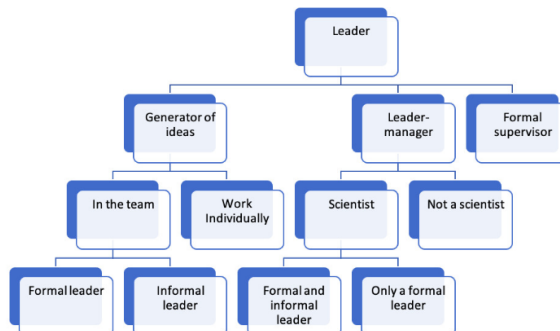 Leader
Generator of
ideas
Leader-
manager
Formal
supervisor
In the team
Work
Individually
Scientist
Not a scientist
Formal leader
Informal
leader
Formal and
informal
leader
Only a formal
leader